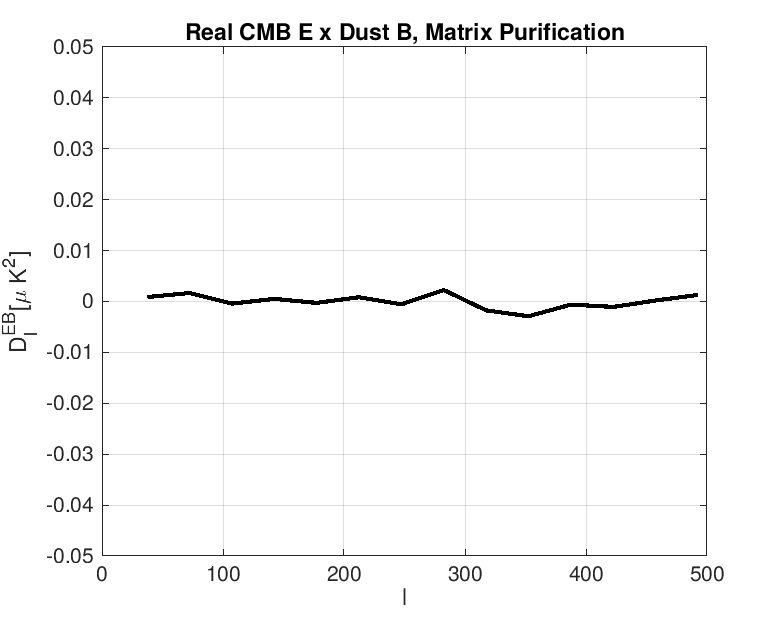 Real CMB E x Dust B, Matrix Purification
0.05
0.04
0.03
0.02
0.01
0
-0.01
-0.02
-0.03
-0.04
-0.05
D_l^{EB}[μ K^2]
0 100 200 300 400 500
l